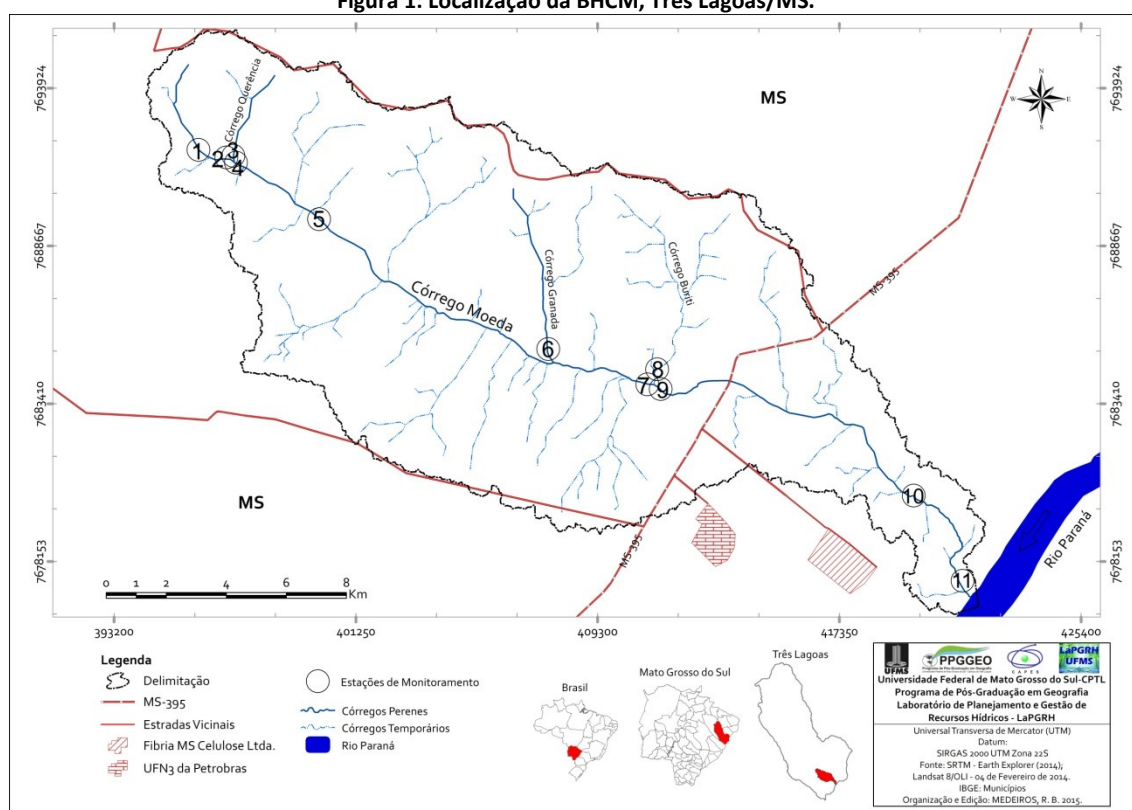 Figura 1: Localização da BHCM, Três Lagoas/MS.
7693924
7688667
7683410
7678153
7693924
7688667
7683410
7678153
MS
N
W
E
S
Córrego Querência
1
2
3
4
5
Córrego Moeda
Córrego Granada
6
Córrego Buriti
7
8
9
MS-395
MS
MS-395
10
11
Rio Paraná
0 1 2 4 6 8
Km
393200
401250
409300
417350
425400
Legenda
Delimitação
MS-395
Estradas Vicinais
Fibria MS Celulose Ltda.
UFN3 da Petrobras
Estações de Monitoramento
Córregos Perenes
Córregos Temporários
Rio Paraná
Brasil
Mato Grosso do Sul
Três Lagoas
UFMS
PPGGEO
Programa de Pós-Graduação em Geografia
CAPES
LaPGRH
UFMS
Universidade Federal de Mato Grosso do Sul-CPTL
Programa de Pós-Graduação em Geografia
Laboratório de Planejamento e Gestão de
Recursos Hídricos - LaPGRH
Universal Transversa de Mercator (UTM)
Datum:
SIRGAS 2000 UTM Zona 22S
Fonte: SRTM - Earth Explorer (2014);
Landsat 8/OLI - 04 de Fevereiro de 2014.
IBGE: Municípios
Organização e Edição: MEDEIROS, R. B. 2015.